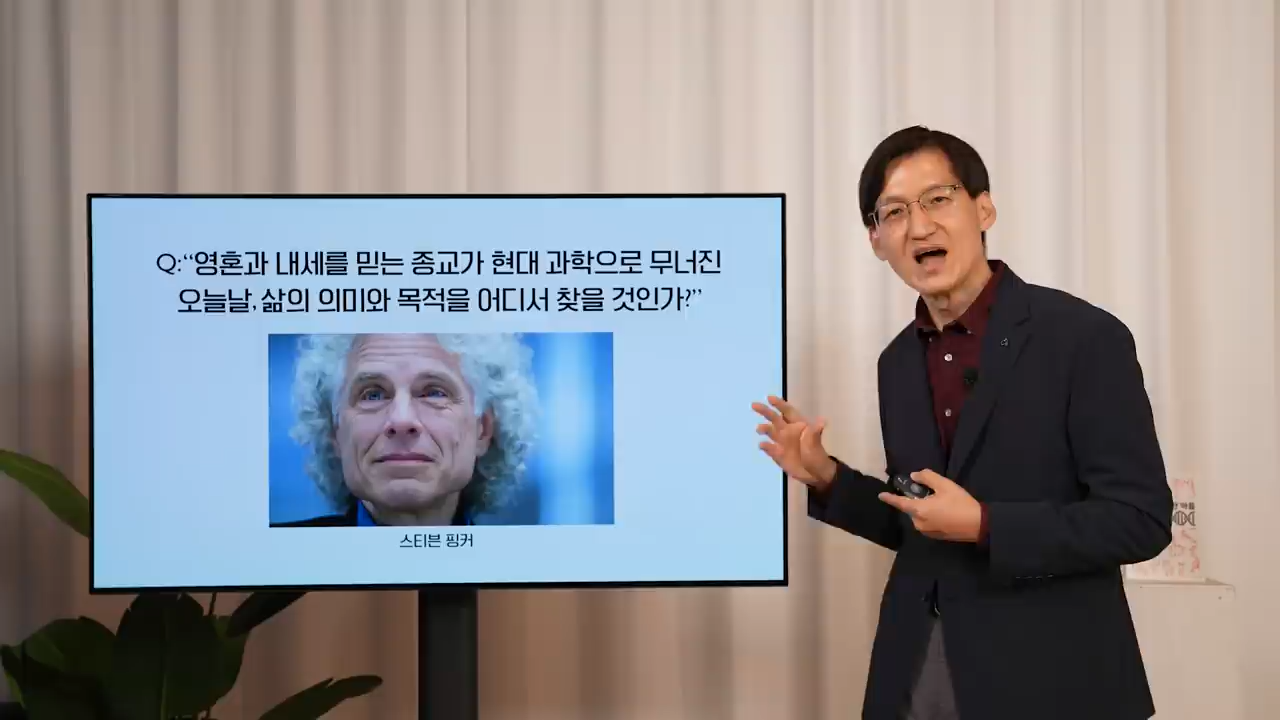 Q:“영혼과 내세를 믿는 종교가 현대 과학으로 무너진
오늘날, 삶의 의미와 목적을 어디서 찾을 것인가?”
스티븐 핑커